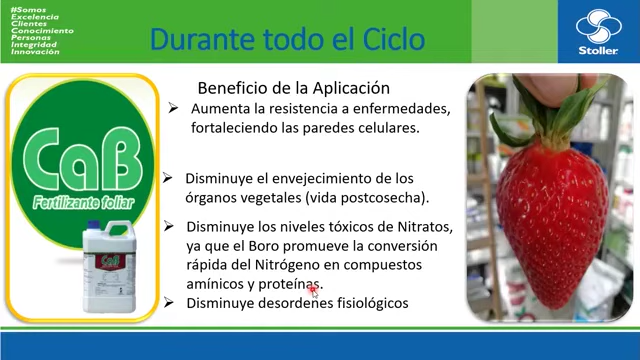 #Somos
Excelencia
Clientes
Conocimiento
Personas
Integridad
Innovación
Durante todo el Ciclo
Stoller
Beneficio de la Aplicación
➢ Aumenta la resistencia a enfermedades,
fortaleciendo las paredes celulares.
➢ Disminuye el envejecimiento de los
órganos vegetales (vida postcosecha).
➢ Disminuye los niveles tóxicos de Nitratos,
ya que el Boro promueve la conversión
rápida del Nitrógeno en compuestos
amínicos y proteínas.
➢ Disminuye desordenes fisiológicos
CaB
Fertilizante foliar
CaB